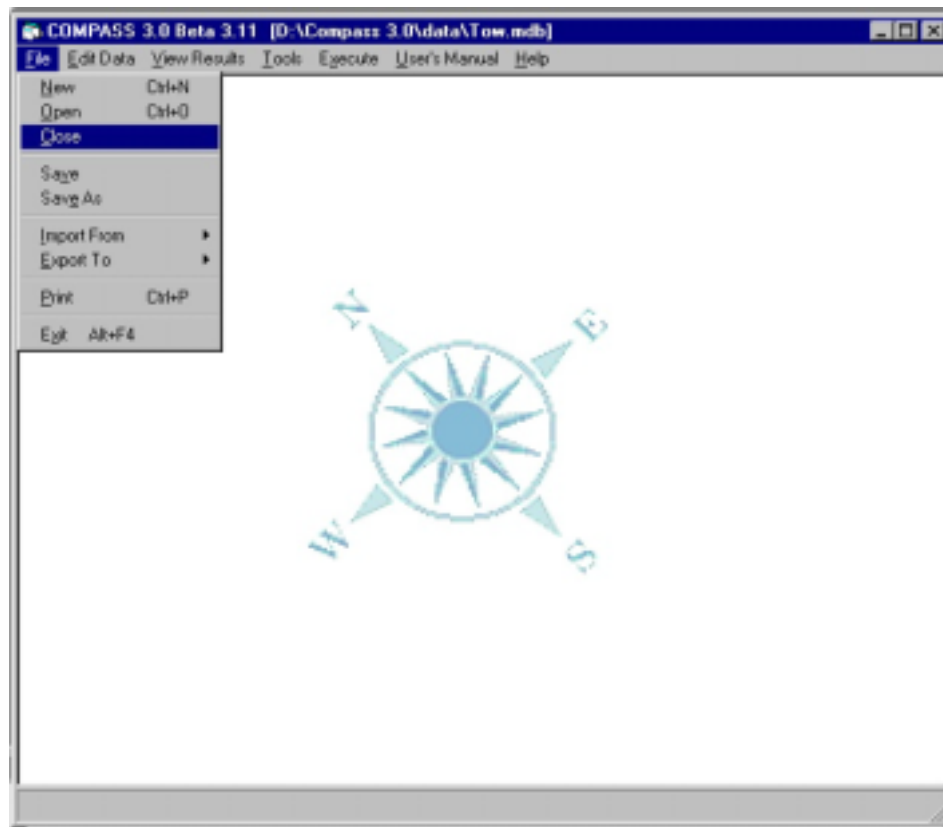 COMPASS 3.0 Beta 3.11 [D:\Compass 3.0\data\Tow.mdb]
File Edit Data View Results Tools Execute User's Manual Help
New Ctrl+N
Open Ctrl+O
Close
Save
Save As
Import From
Export To
Print Ctrl+P
Exit Alt+F4
N
E
W
S